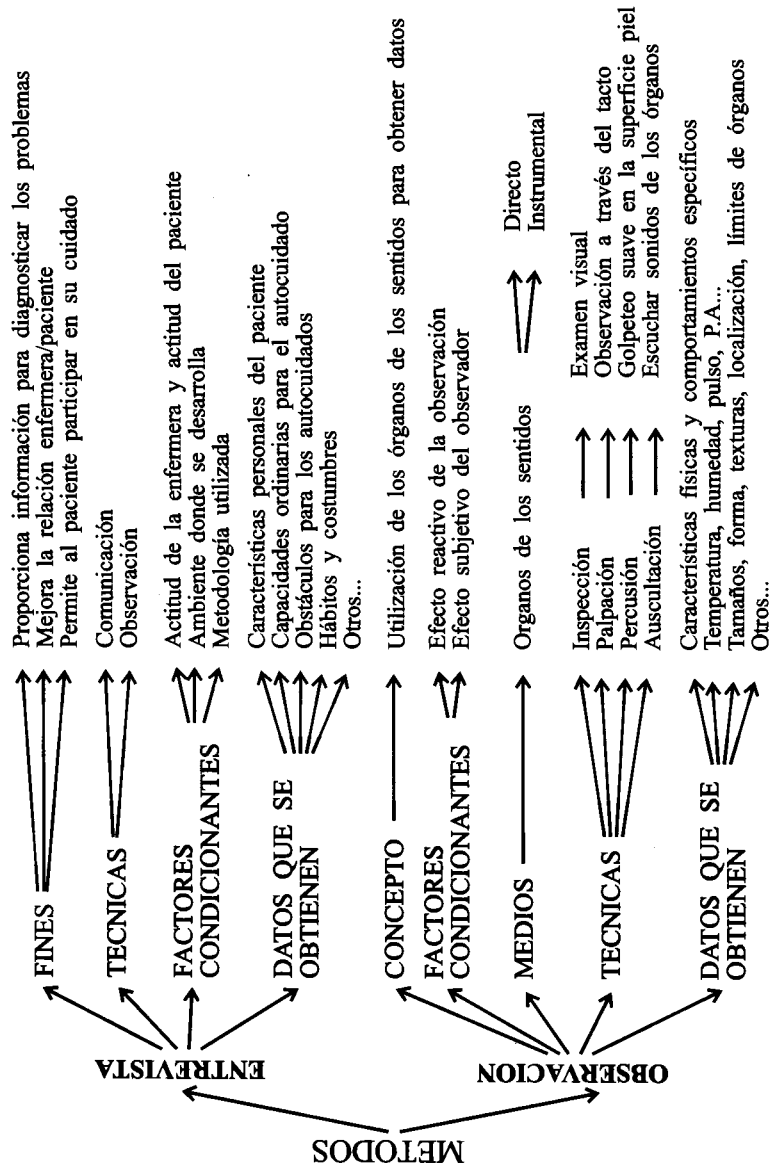 METODOS
ENTREVISTA
FINES
Proporciona información para diagnosticar los problemas
Mejora la relación enfermera/paciente
Permite al paciente participar en su cuidado
TECNICAS
Comunicación
Observación
FACTORES
CONDICIONANTES
Actitud de la enfermera y actitud del paciente
Ambiente donde se desarrolla
Metodología utilizada
DATOS QUE SE
OBTIENEN
Características personales del paciente
Capacidades ordinarias para el autocuidado
Obstáculos para los autocuidados
Hábitos y costumbres
Otros...
OBSERVACION
CONCEPTO
Utilización de los órganos de los sentidos para obtener datos
FACTORES
CONDICIONANTES
Efecto reactivo de la observación
Efecto subjetivo del observador
MEDIOS
Organos de los sentidos
Directo
Instrumental
TECNICAS
Inspección
Examen visual
Palpación
Observación a través del tacto
Percusión
Golpeteo suave en la superficie piel
Auscultación
Escuchar sonidos de los órganos
DATOS QUE SE
OBTIENEN
Características físicas y comportamientos específicos
Temperatura, humedad, pulso, P.A...
Tamaños, forma, texturas, localización, límites de órganos
Otros...